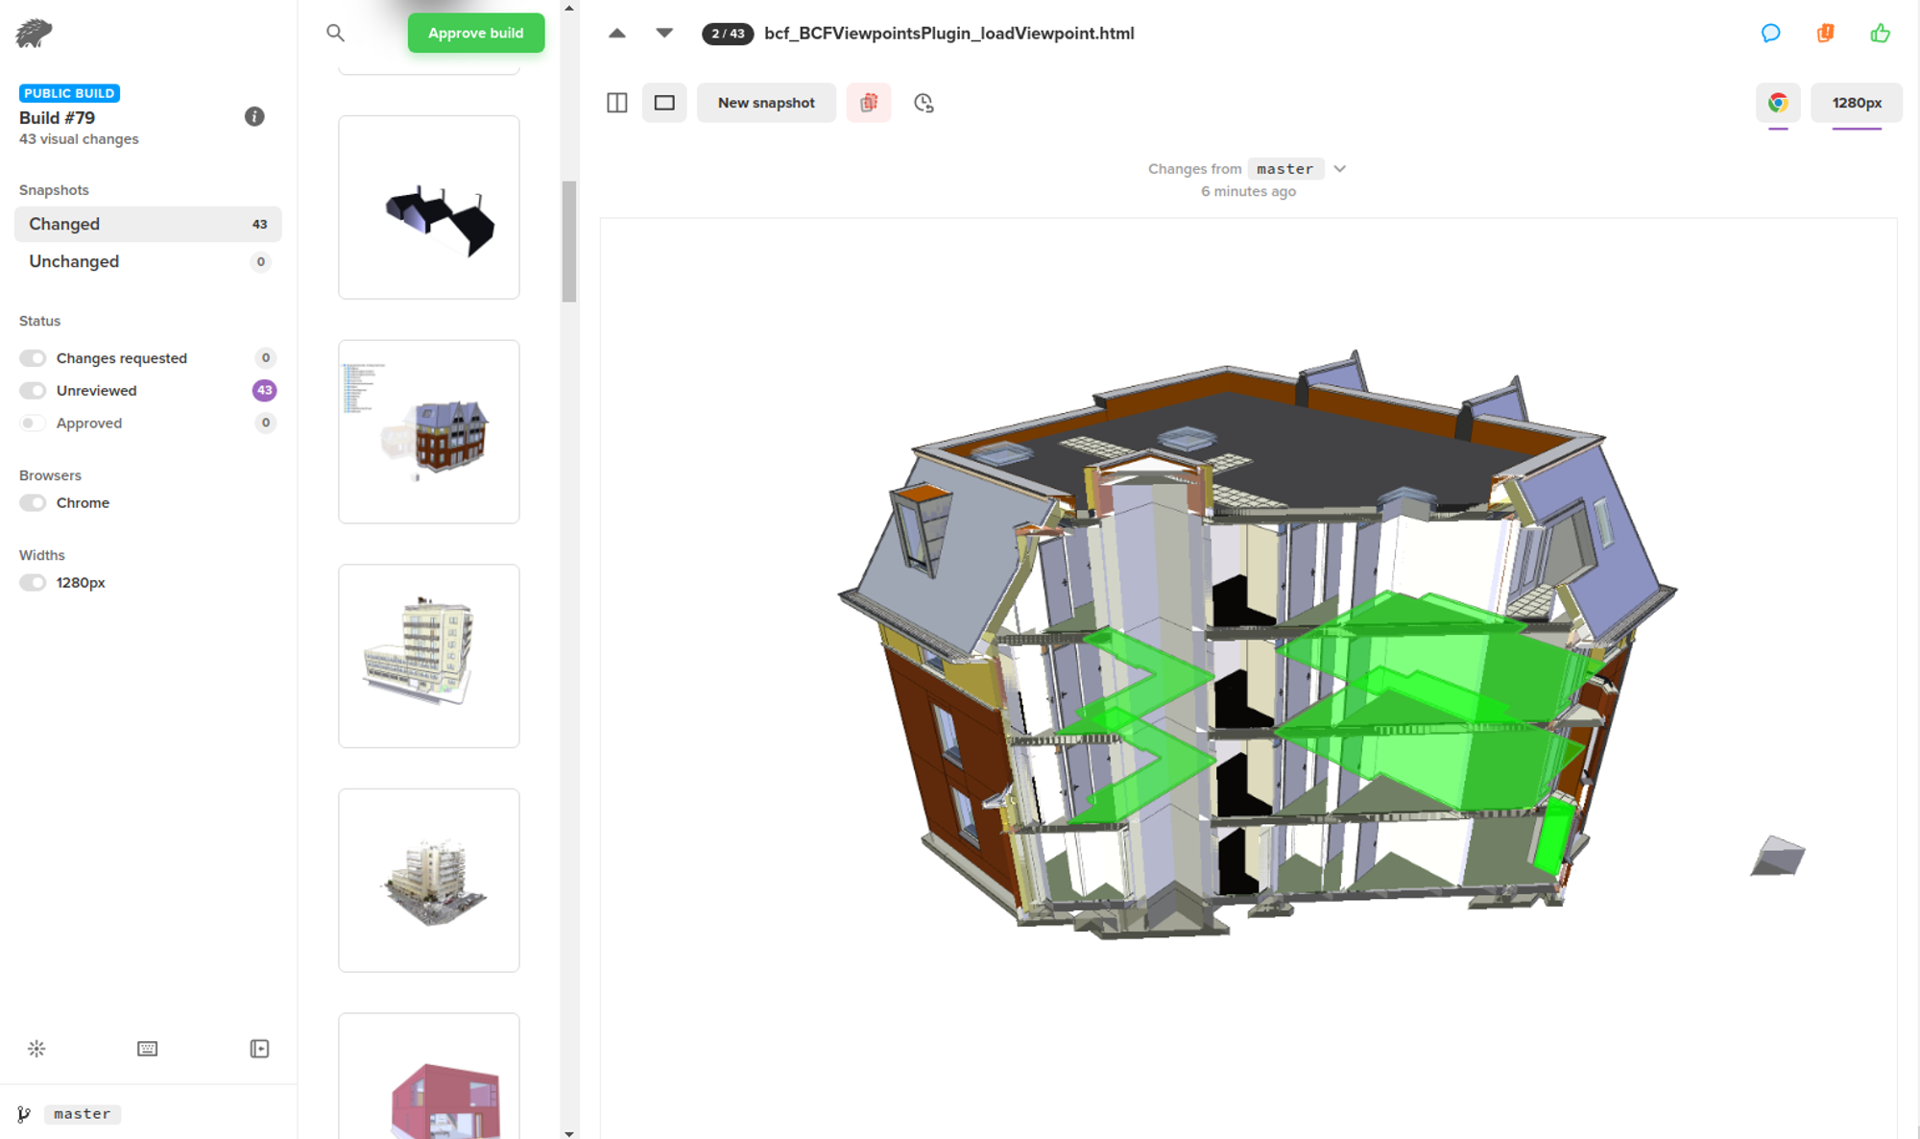 PUBLIC BUILD
Build #79
43 visual changes
Snapshots
Changed 43
Unchanged 0
Status
Changes requested 0
Unreviewed 43
Approved 0
Browsers
Chrome
Widths
1280px
master
Approve build
2 / 43 bcf_BCFViewpointsPlugin_loadViewpoint.html
New snapshot
1280px
Changes from master
6 minutes ago